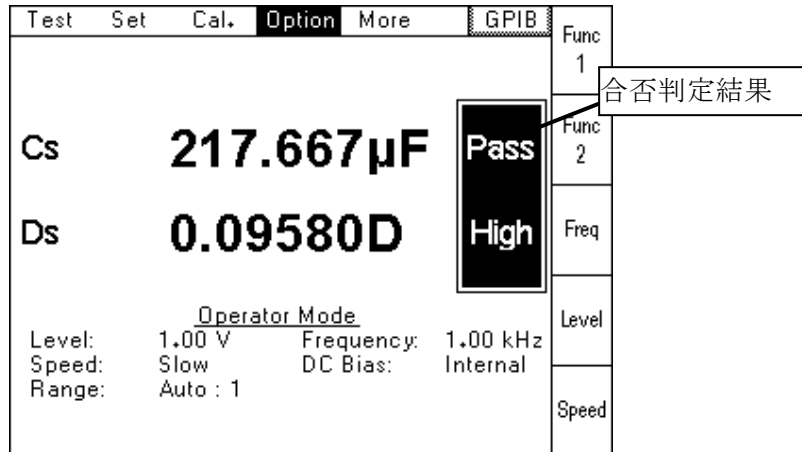 Test Set Cal. Option More GPIB
Func 1
合否判定結果
Func 2
Cs 217.667µF Pass
Ds 0.09580D High
Freq
Operator Mode
Level: 1.00 V Frequency: 1.00 kHz
Level
Speed: Slow DC Bias: Internal
Range: Auto : 1
Speed